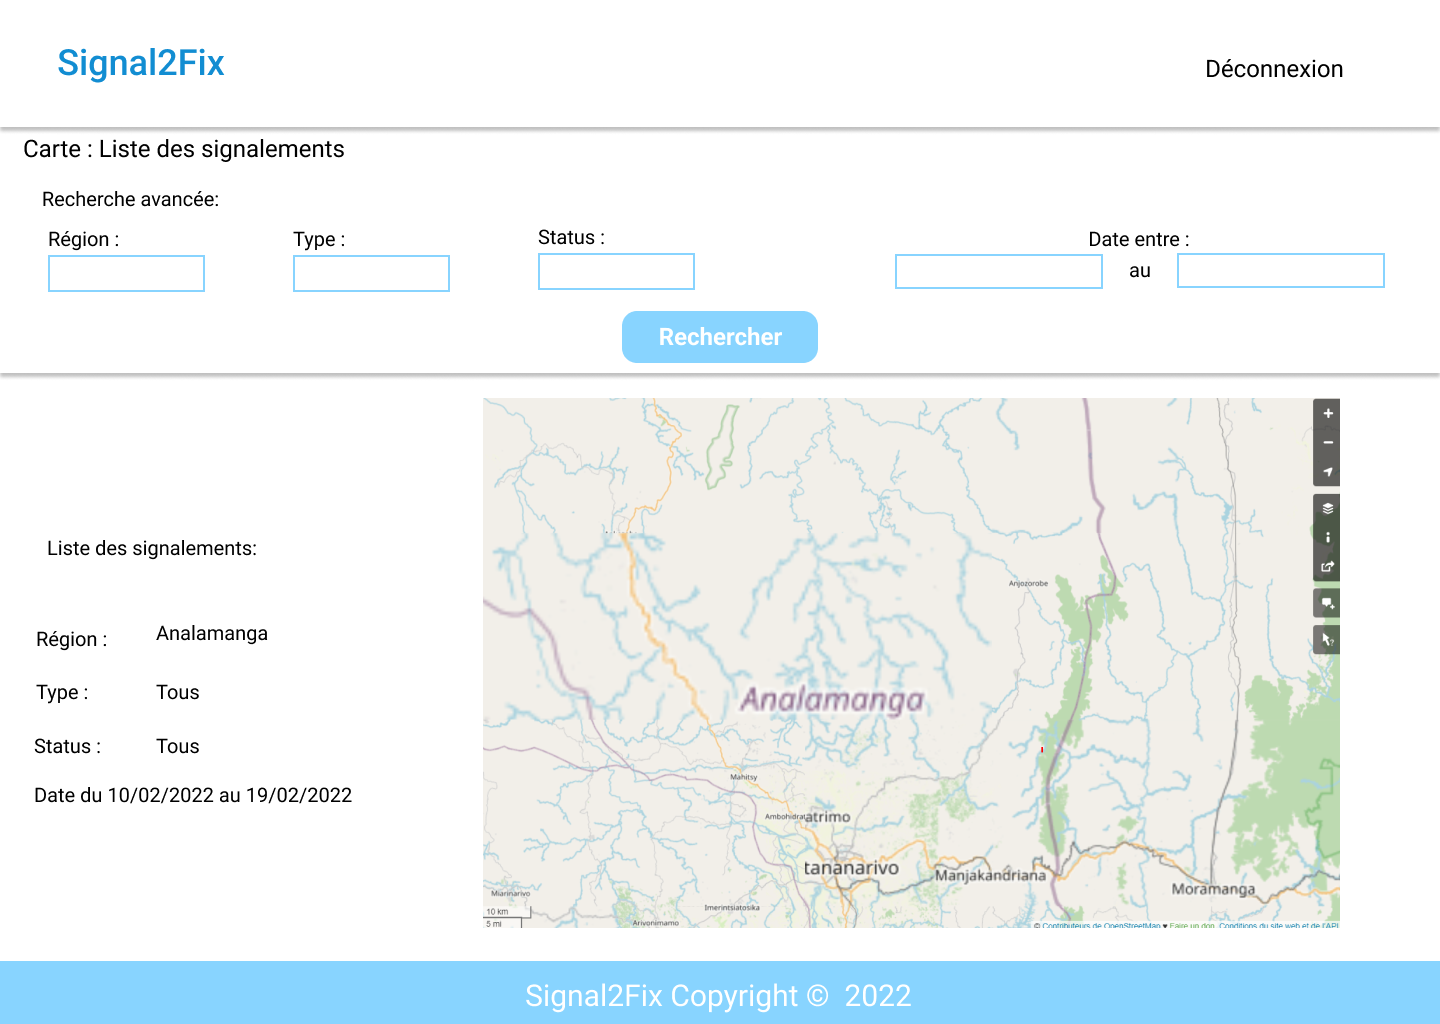 Signal2Fix
Déconnexion
Carte : Liste des signalements
Recherche avancée:
Région :
Type :
Status :
Date entre :
au
Rechercher
Liste des signalements:
Région :
Analamanga
Type :
Tous
Status :
Tous
Date du 10/02/2022 au 19/02/2022
Anjozorobe
Analamanga
Mahitsy
Ambohidratrimo
tananarivo
Manjakandriana
Moramanga
Miarinarivo
Imerintsiatosika
Arivonimamo
10 km
5 mi
© Contributeurs de OpenStreetMap ♥ Faire un don. Conditions du site web et de l'API
Signal2Fix Copyright © 2022